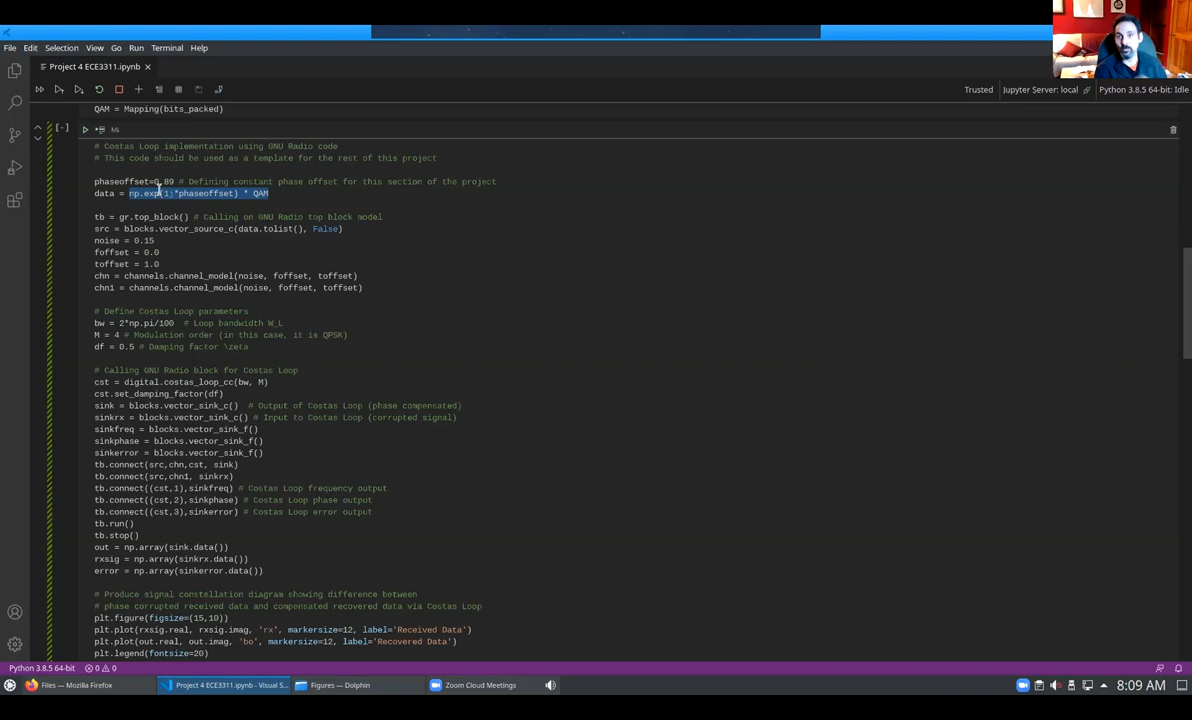 File Edit Selection View Go Run Terminal Help
Project 4 ECE3311.ipynb
Trusted Jupyter Server: local Python 3.8.5 64-bit: Idle
QAM = Mapping(bits_packed)
[-]
# Costas Loop implementation using GNU Radio code
# This code should be used as a template for the rest of this project
phaseoffset=0.89 # Defining constant phase offset for this section of the project
data = np.exp(1j*phaseoffset) * QAM
tb = gr.top_block() # Calling on GNU Radio top block model
src = blocks.vector_source_c(data.tolist(), False)
noise = 0.15
foffset = 0.0
toffset = 1.0
chn = channels.channel_model(noise, foffset, toffset)
chn1 = channels.channel_model(noise, foffset, toffset)
# Define Costas Loop parameters
bw = 2*np.pi/100 # Loop bandwidth W_L
M = 4 # Modulation order (in this case, it is QPSK)
df = 0.5 # Damping factor \zeta
# Calling GNU Radio block for Costas Loop
cst = digital.costas_loop_cc(bw, M)
cst.set_damping_factor(df)
sink = blocks.vector_sink_c() # Output of Costas Loop (phase compensated)
sinkrx = blocks.vector_sink_c() # Input to Costas Loop (corrupted signal)
sinkfreq = blocks.vector_sink_f()
sinkphase = blocks.vector_sink_f()
sinkerror = blocks.vector_sink_f()
tb.connect(src,chn,cst, sink)
tb.connect(src,chn1, sinkrx)
tb.connect((cst,1),sinkfreq) # Costas Loop frequency output
tb.connect((cst,2),sinkphase) # Costas Loop phase output
tb.connect((cst,3),sinkerror) # Costas Loop error output
tb.run()
tb.stop()
out = np.array(sink.data())
rxsig = np.array(sinkrx.data())
error = np.array(sinkerror.data())
# Produce signal constellation diagram showing difference between
# phase corrupted received data and compensated recovered data via Costas Loop
plt.figure(figsize=(15,10))
plt.plot(rxsig.real, rxsig.imag, 'rx', markersize=12, label='Received Data')
plt.plot(out.real, out.imag, 'bo', markersize=12, label='Recovered Data')
plt.legend(fontsize=20)
Python 3.8.5 64-bit 0 0
Files — Mozilla Firefox Project 4 ECE3311.ipynb - Visual S... Figures — Dolphin Zoom Cloud Meetings 8:09 AM